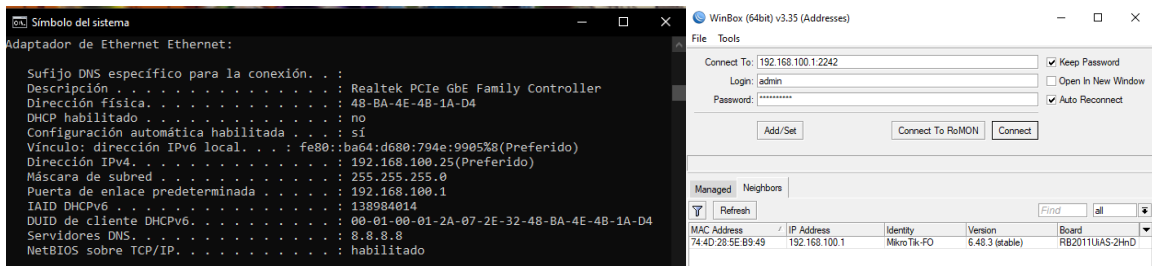 Símbolo del sistema
Adaptador de Ethernet Ethernet:
Sufijo DNS específico para la conexión. . :
Descripción . . . . . . . . . . . . . . . : Realtek PCIe GbE Family Controller
Dirección física. . . . . . . . . . . . . : 48-BA-4E-4B-1A-D4
DHCP habilitado . . . . . . . . . . . . . : no
Configuración automática habilitada . . . : sí
Vínculo: dirección IPv6 local. . . : fe80::ba64:d680:794e:9905%8(Preferido)
Dirección IPv4. . . . . . . . . . . . . . : 192.168.100.25(Preferido)
Máscara de subred . . . . . . . . . . . . : 255.255.255.0
Puerta de enlace predeterminada . . . . . : 192.168.100.1
IAID DHCPv6 . . . . . . . . . . . . . . . : 138984014
DUID de cliente DHCPv6. . . . . . . . . . : 00-01-00-01-2A-07-2E-32-48-BA-4E-4B-1A-D4
Servidores DNS. . . . . . . . . . . . . . : 8.8.8.8
NetBIOS sobre TCP/IP. . . . . . . . . . . : habilitado
WinBox (64bit) v3.35 (Addresses)
File Tools
Connect To: 192.168.100.1:2242 Keep Password
Login: admin Open In New Window
Password: ********** Auto Reconnect
Add/Set Connect To RoMON Connect
Managed Neighbors
Refresh Find all
MAC Address IP Address Identity Version Board
74:4D:28:5E:B9:49 192.168.100.1 MikroTik-FO 6.48.3 (stable) RB2011UiAS-2HnD